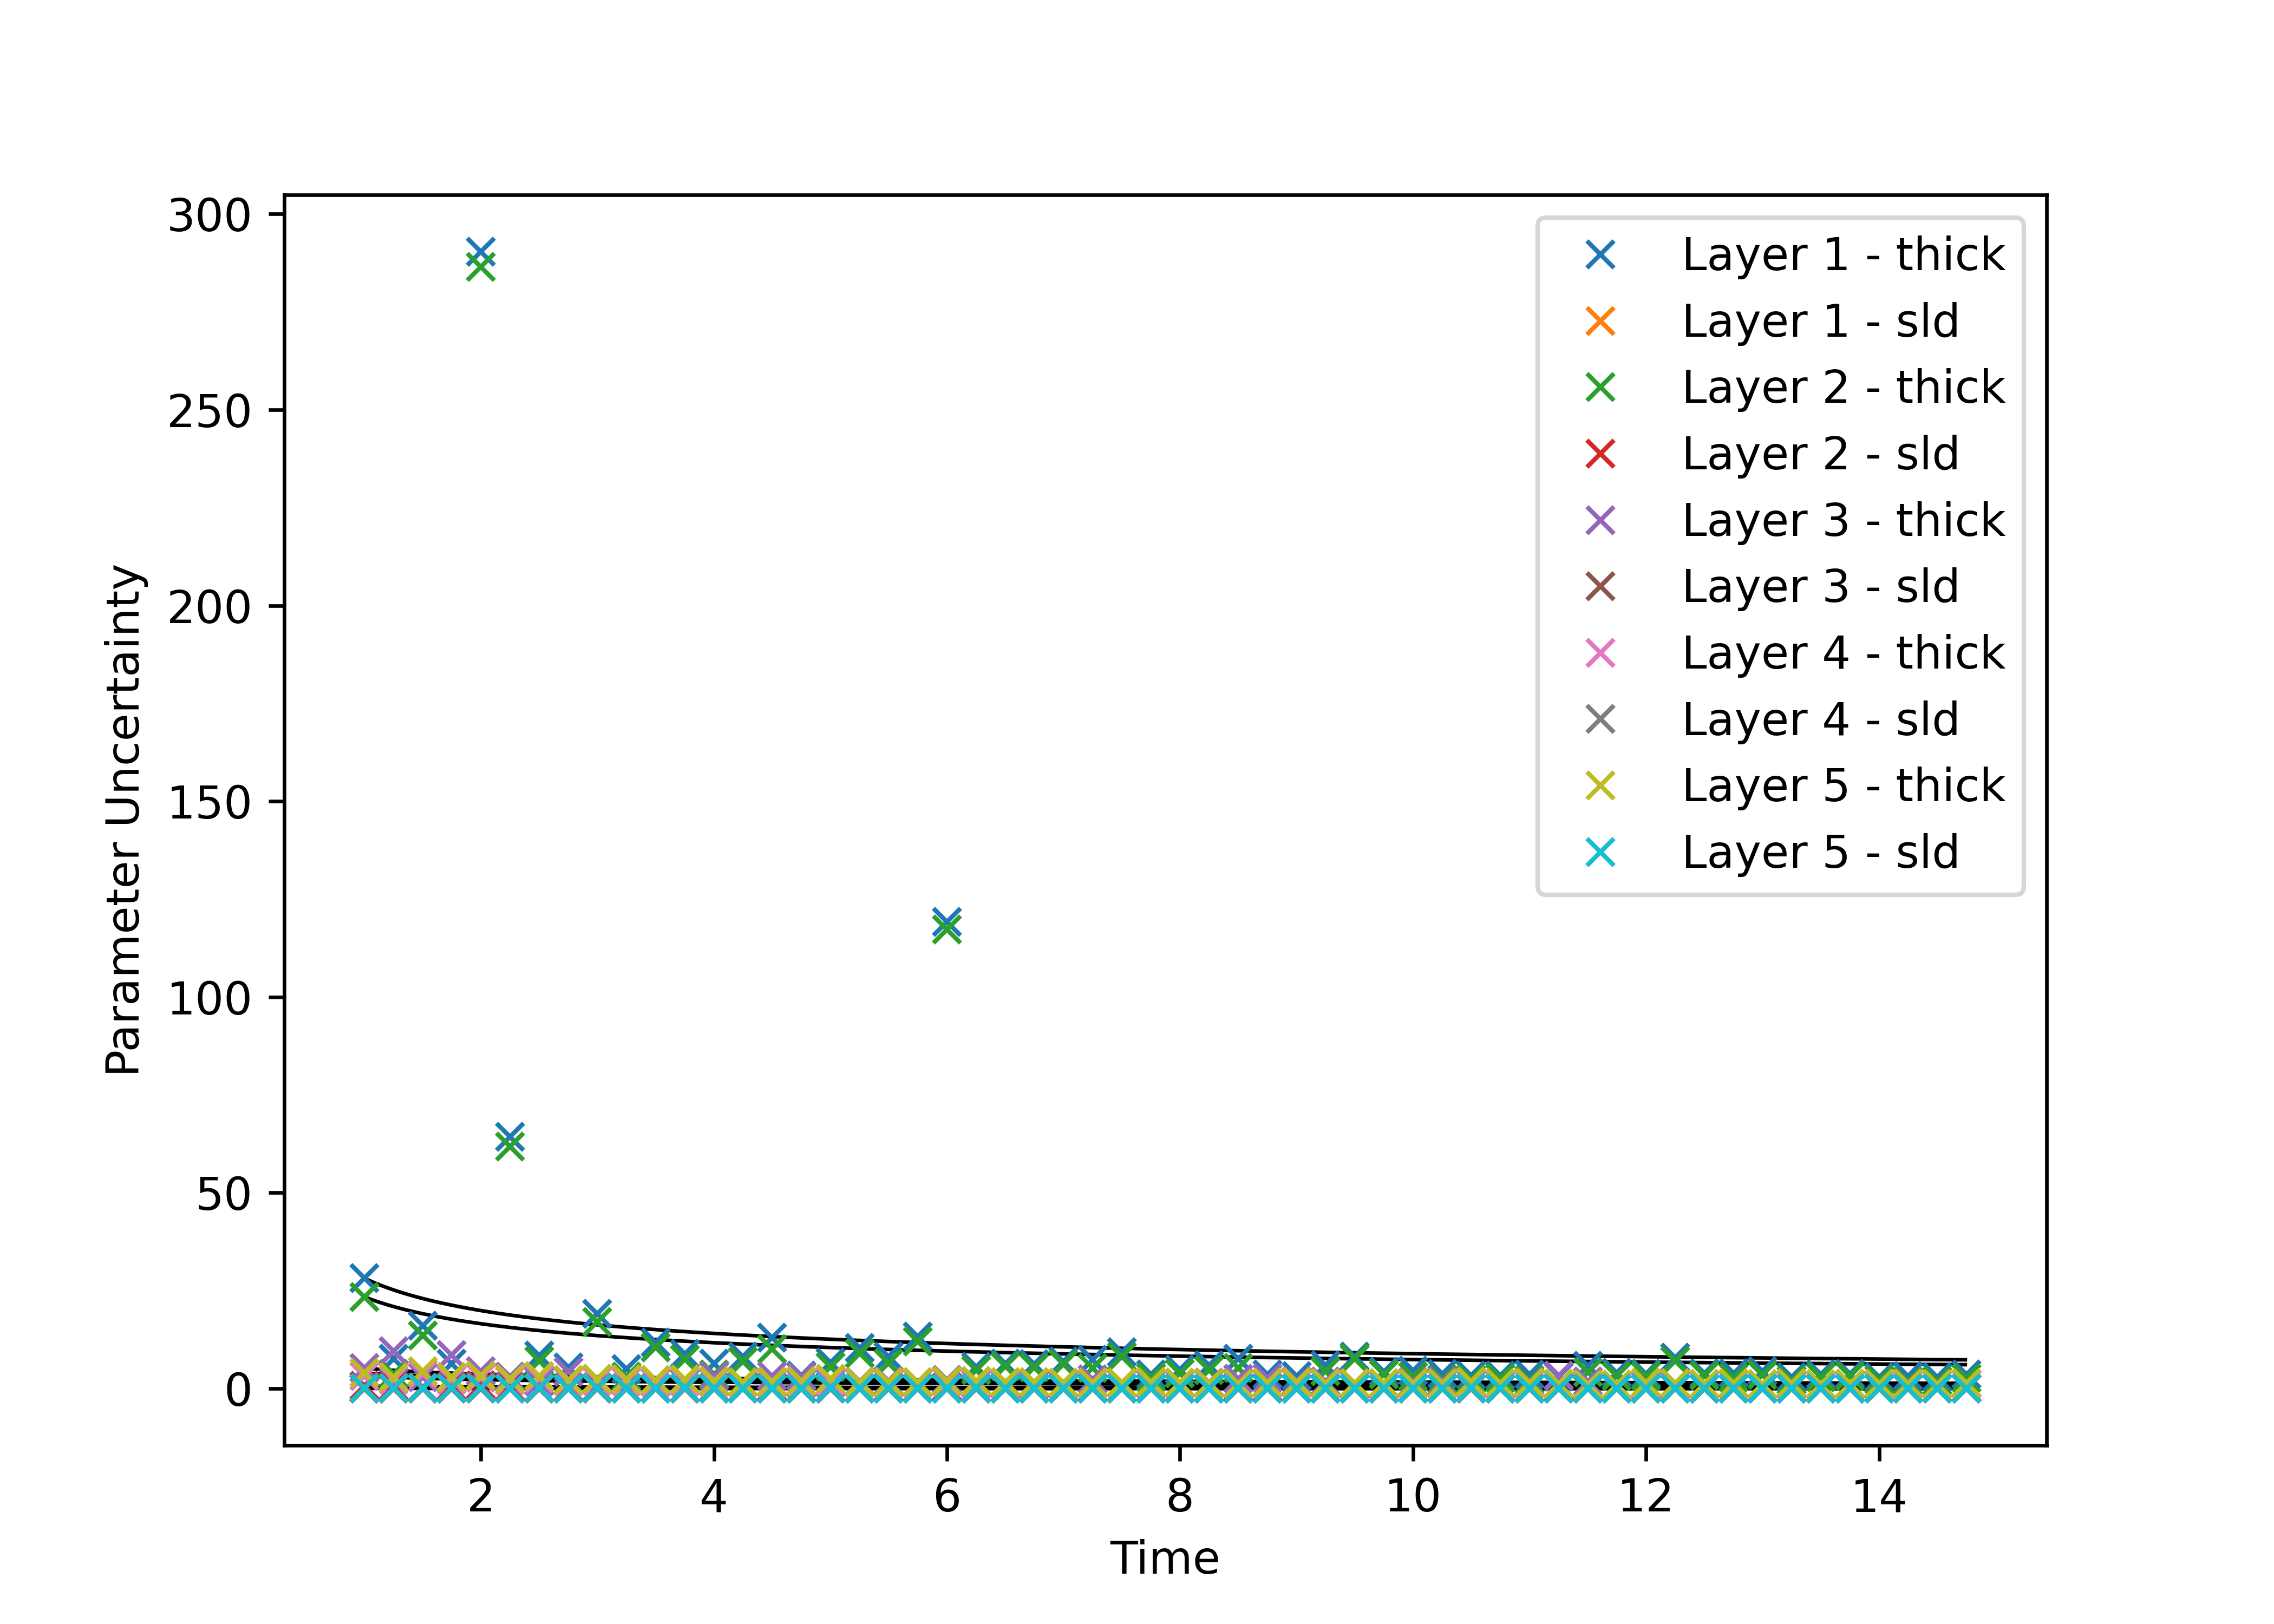 300
250
200
150
100
50
0
Parameter Uncertainty
Layer 1 - thick
Layer 1 - sld
Layer 2 - thick
Layer 2 - sld
Layer 3 - thick
Layer 3 - sld
Layer 4 - thick
Layer 4 - sld
Layer 5 - thick
Layer 5 - sld
2 4 6 8 10 12 14
Time